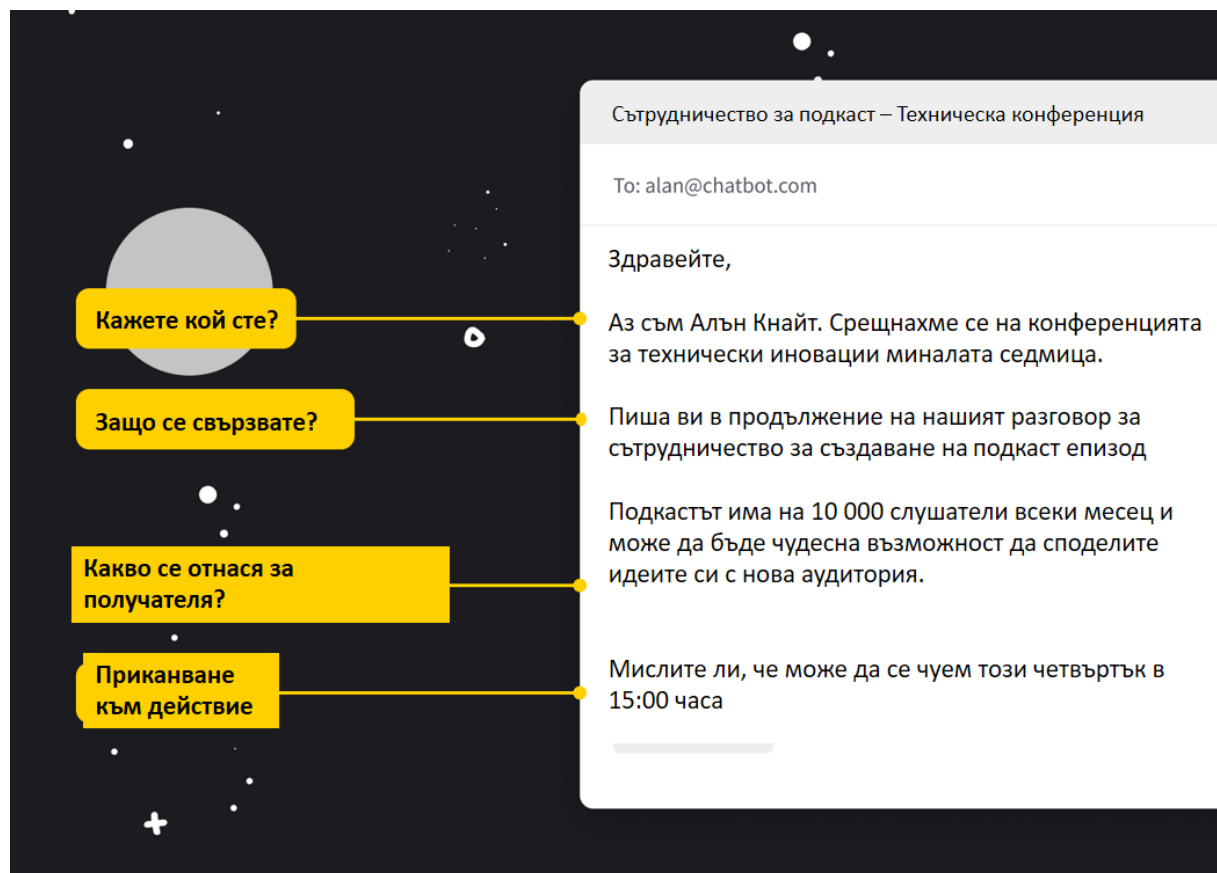 Сътрудничество за подкаст – Техническа конференция
To: alan@chatbot.com
Здравейте,
Кажете кой сте?
Аз съм Алън Кнайт. Срещнахме се на конференцията
за технически иновации миналата седмица.
Защо се свързвате?
Пиша ви в продължение на нашият разговор за
сътрудничество за създаване на подкаст епизод
Какво се отнася за
получателя?
Подкастът има на 10 000 слушатели всеки месец и
може да бъде чудесна възможност да споделите
идеите си с нова аудитория.
Приканване
към действие
Мислите ли, че може да се чуем този четвъртък в
15:00 часа